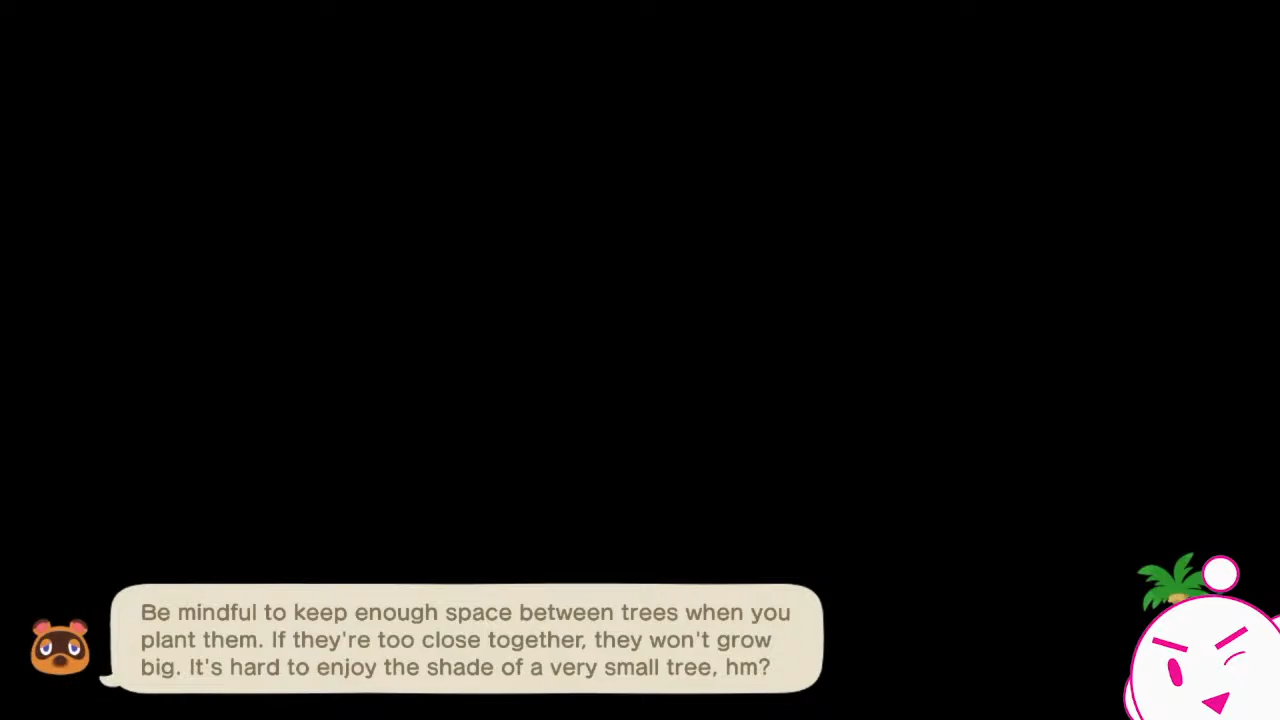 Be mindful to keep enough space between trees when you
plant them. If they're too close together, they won't grow
big. It's hard to enjoy the shade of a very small tree, hm?